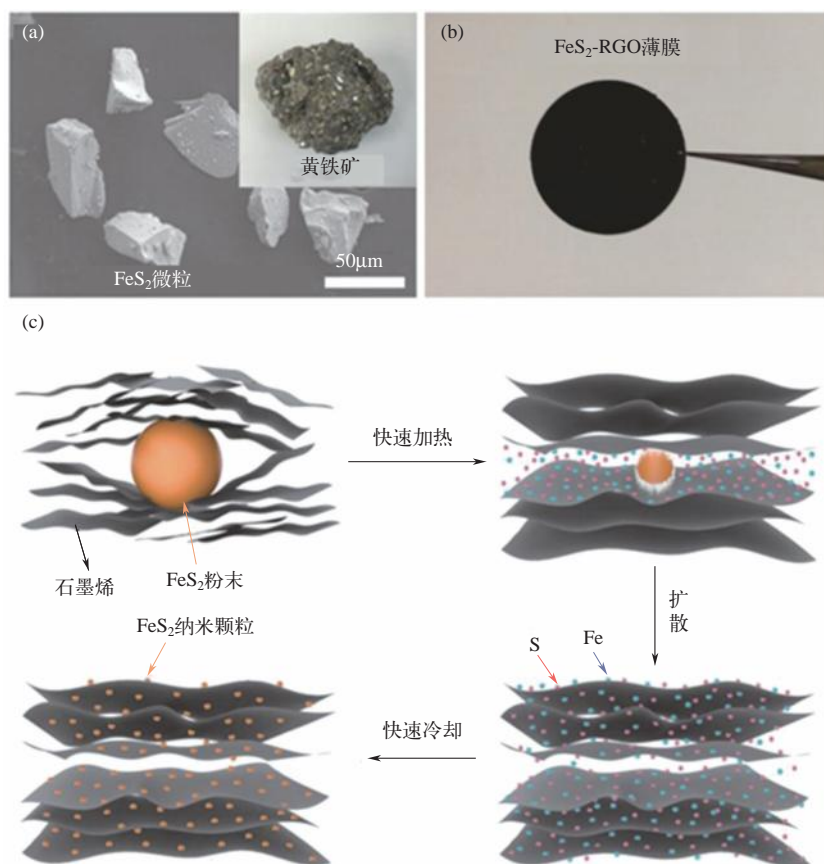 (a)
黄铁矿
50μm
FeS₂微粒
(b)
FeS₂-RGO薄膜
(c)
快速加热
石墨烯
FeS₂粉末
扩
散
FeS₂纳米颗粒
S
Fe
快速冷却